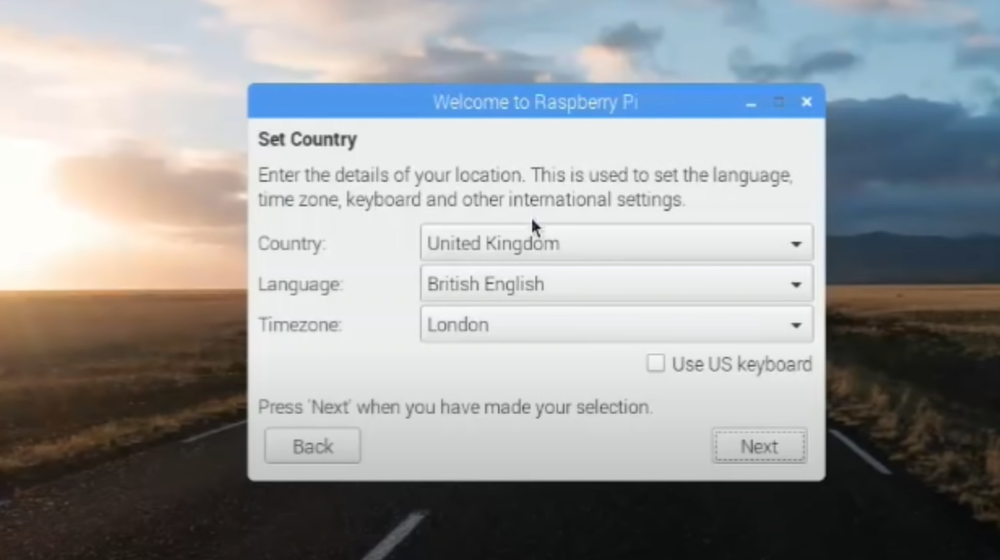 Welcome to Raspberry Pi
Set Country
Enter the details of your location. This is used to set the language,
time zone, keyboard and other international settings.
Country: United Kingdom
Language: British English
Timezone: London
Use US keyboard
Press 'Next' when you have made your selection.
Back Next